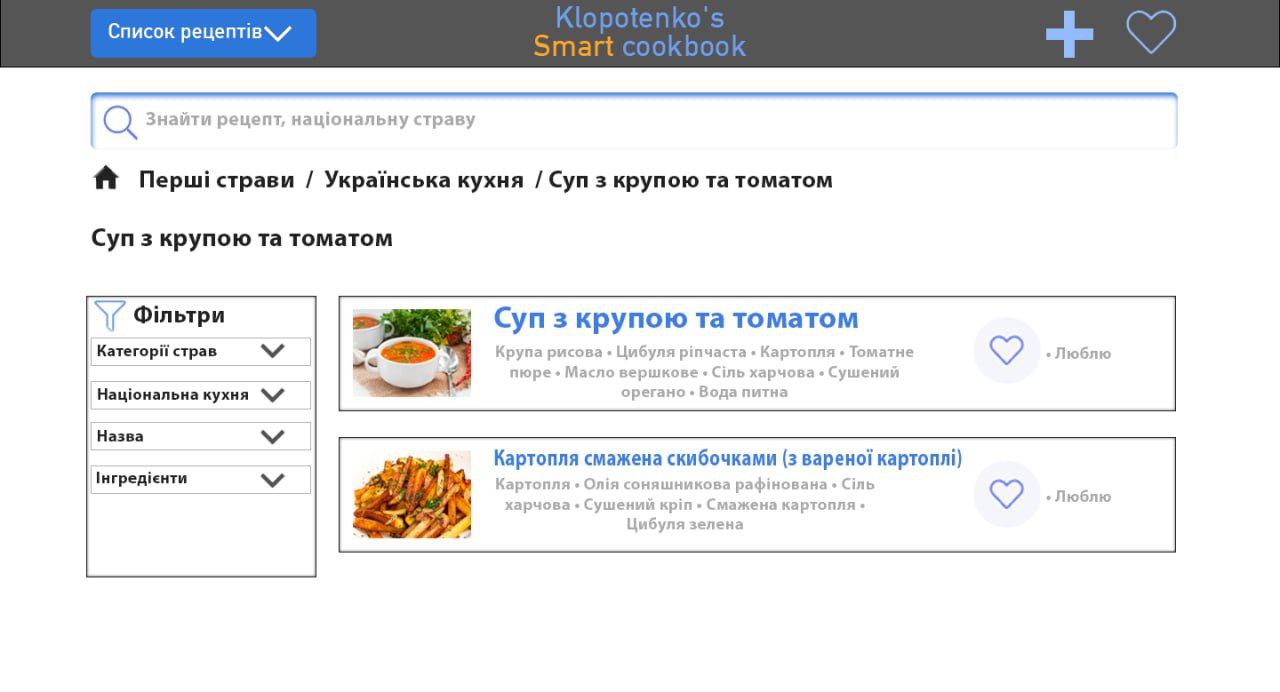 Список рецептів
Klopotenko's
Smart cookbook
Знайти рецепт, національну страву
Перші страви / Українська кухня / Суп з крупою та томатом
Суп з крупою та томатом
Фільтри
Категорії страв
Національна кухня
Назва
Інгредієнти
Суп з крупою та томатом
Крупа рисова • Цибуля ріпчаста • Картопля • Томатне
пюре • Масло вершкове • Сіль харчова • Сушений
орегано • Вода питна
• Люблю
Картопля смажена скибочками (з вареної картоплі)
Картопля • Олія соняшникова рафінована • Сіль
харчова • Сушений кріп • Смажена картопля •
Цибуля зелена
• Люблю